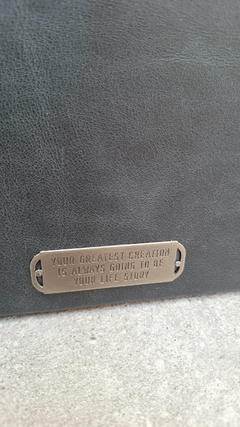 YOUR GREATEST CREATION
IS ALWAYS GOING TO BE
YOUR LIFE STORY